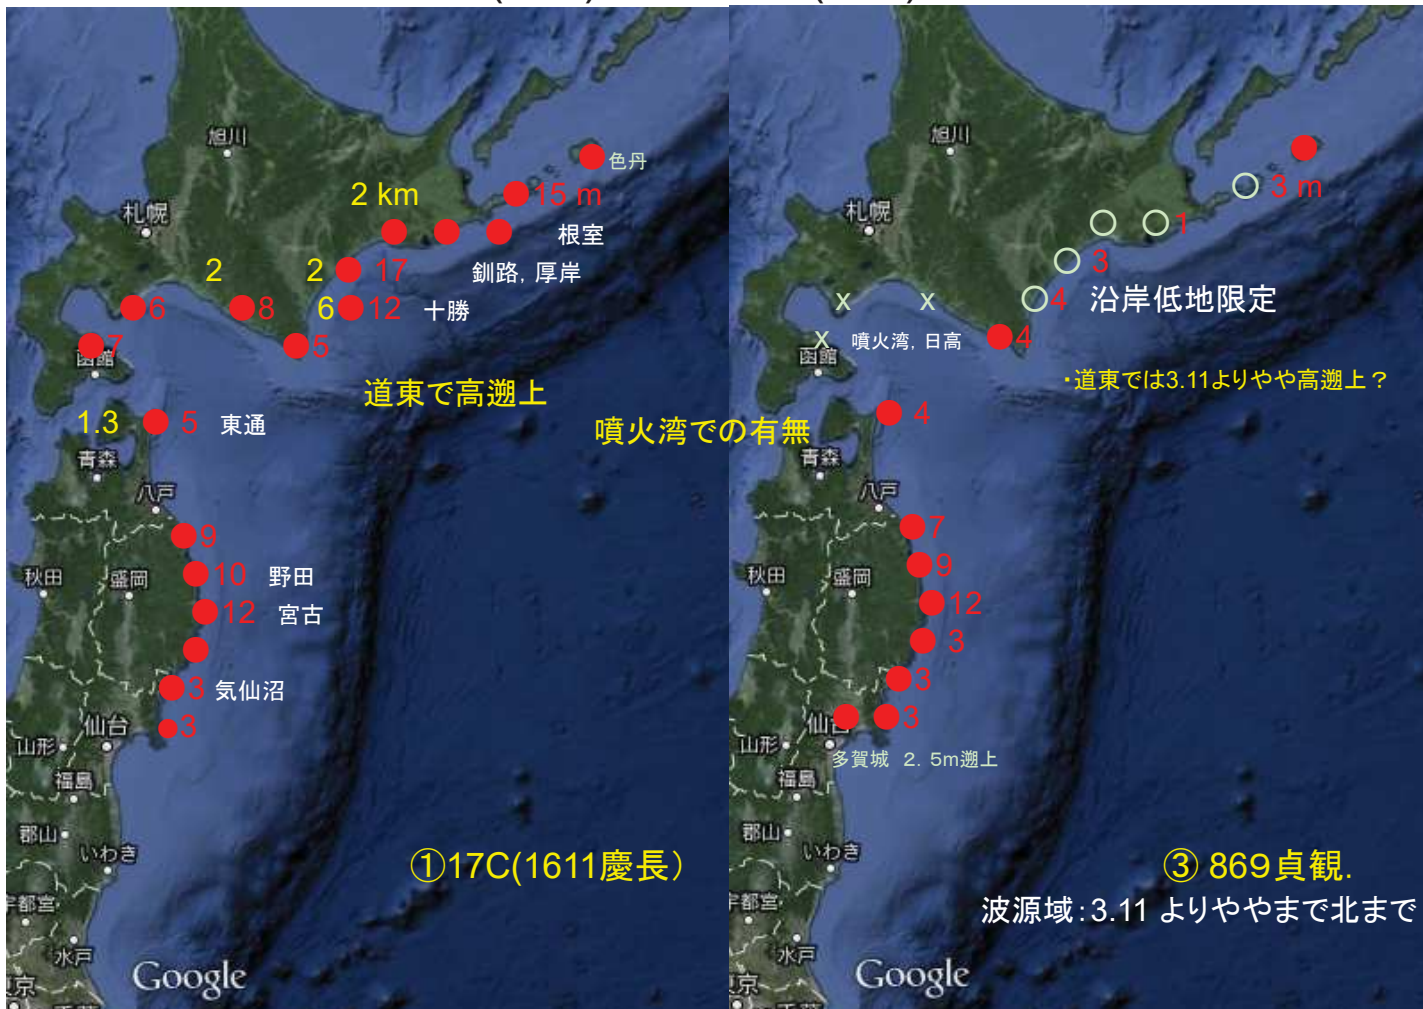 旭川
色丹
2 km
15 m
札幌
根室
2
2
17
釧路, 厚岸
6
8
6
12
十勝
7
5
函館
道東で高遡上
1.3
5
東通
噴火湾での有無
青森
八戸
9
秋田
盛岡
10
野田
12
宮古
3
気仙沼
仙台
3
山形
福島
郡山
いわき
①17C(1611慶長）
宇都宮
水戸
Google
旭川
3 m
札幌
1
3
4
沿岸低地限定
x
x
x
噴火湾, 日高
4
函館
・道東では3.11よりやや高遡上？
4
青森
八戸
7
秋田
盛岡
9
12
3
3
仙台
3
山形
多賀城 2. 5m遡上
福島
郡山
いわき
③ 869貞観.
宇都宮
波源域：3.11 よりややまで北まで
水戸
Google